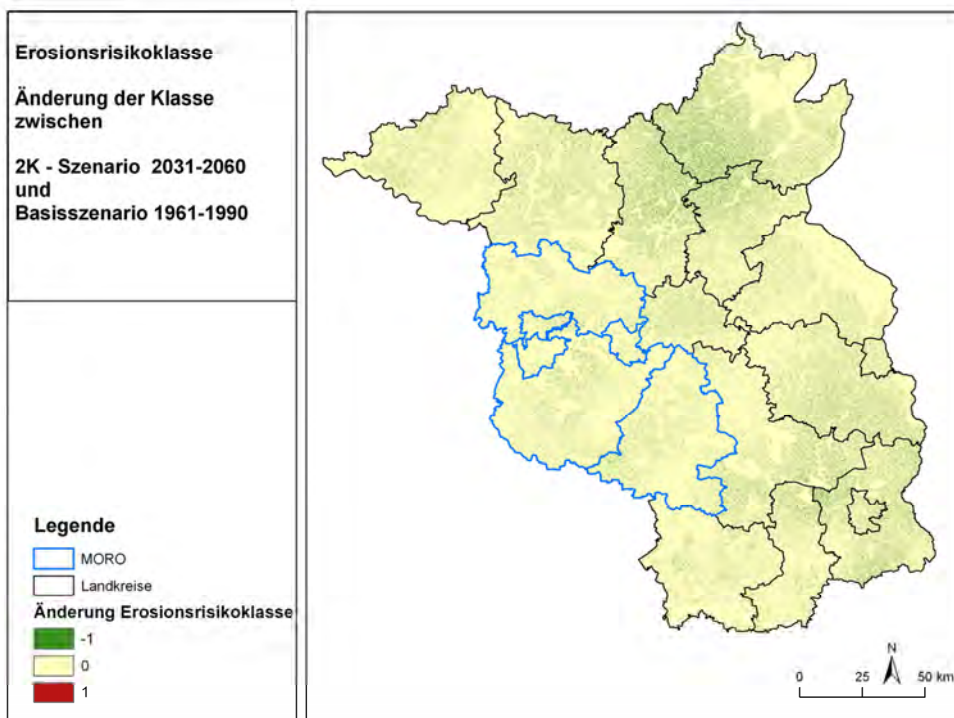 Erosionsrisikoklasse
Änderung der Klasse
zwischen
2K - Szenario 2031-2060
und
Basisszenario 1961-1990
Legende
MORO
Landkreise
Änderung Erosionsrisikoklasse
-1
0
1
N
0 25 50 km